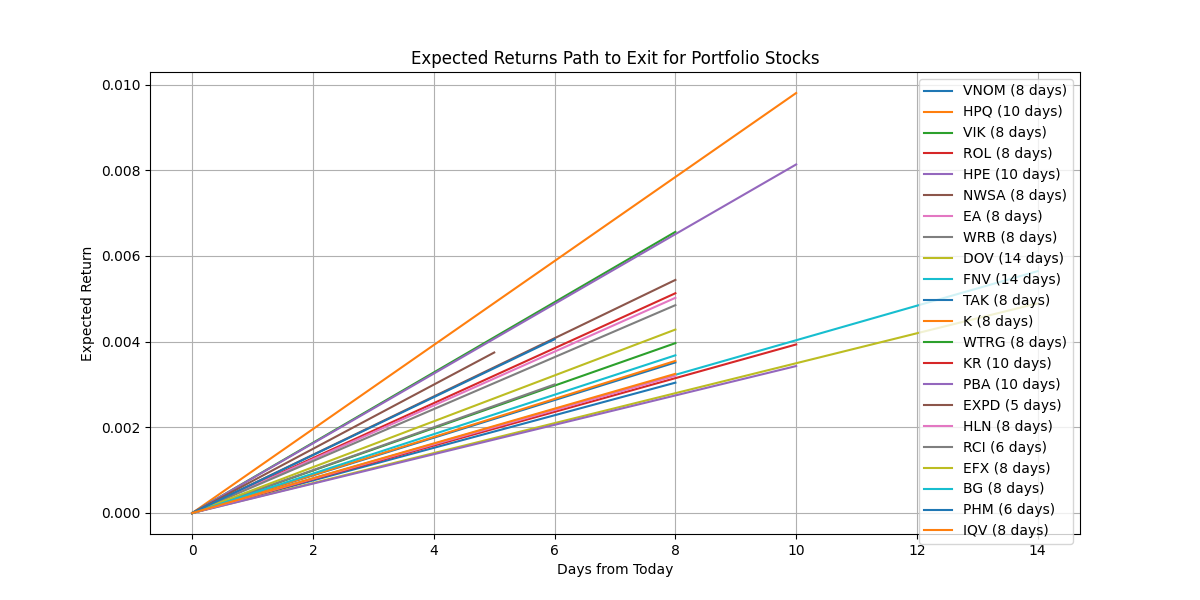 Expected Returns Path to Exit for Portfolio Stocks
Expected Return
0.010
0.008
0.006
0.004
0.002
0.000
0 2 4 6 8 10 12 14
Days from Today
VNOM (8 days)
HPQ (10 days)
VIK (8 days)
ROL (8 days)
HPE (10 days)
NWSA (8 days)
EA (8 days)
WRB (8 days)
DOV (14 days)
FNV (14 days)
TAK (8 days)
K (8 days)
WTRG (8 days)
KR (10 days)
PBA (10 days)
EXPD (5 days)
HLN (8 days)
RCI (6 days)
EFX (8 days)
BG (8 days)
PHM (6 days)
IQV (8 days)